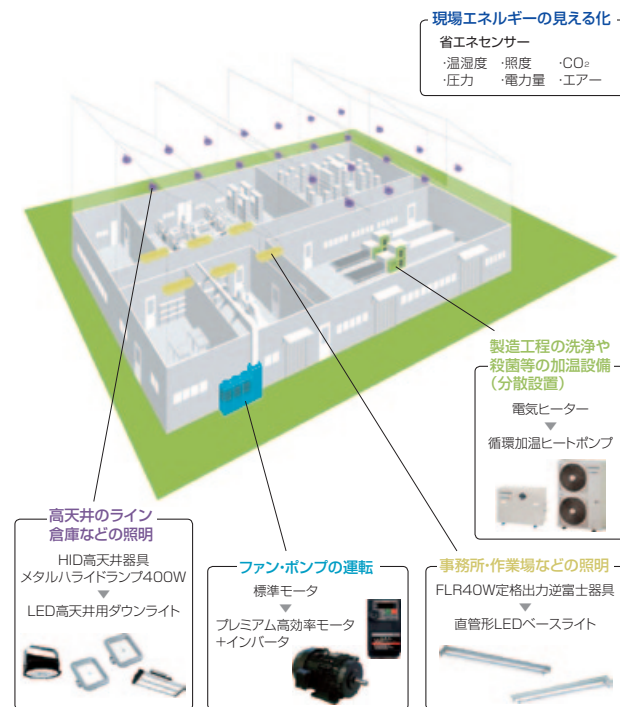 現場エネルギーの見える化
省エネセンサー
･温湿度 ･照度 ･CO₂
･圧力 ･電力量 ･エアー
製造工程の洗浄や
殺菌等の加温設備
（分散設置）
電気ヒーター
▼
循環加温ヒートポンプ
高天井のライン
倉庫などの照明
HID高天井器具
メタルハライドランプ400W
▼
LED高天井用ダウンライト
ファン･ポンプの運転
標準モータ
▼
プレミアム高効率モータ
+インバータ
事務所･作業場などの照明
FLR40W定格出力逆富士器具
▼
直管形LEDベースライト